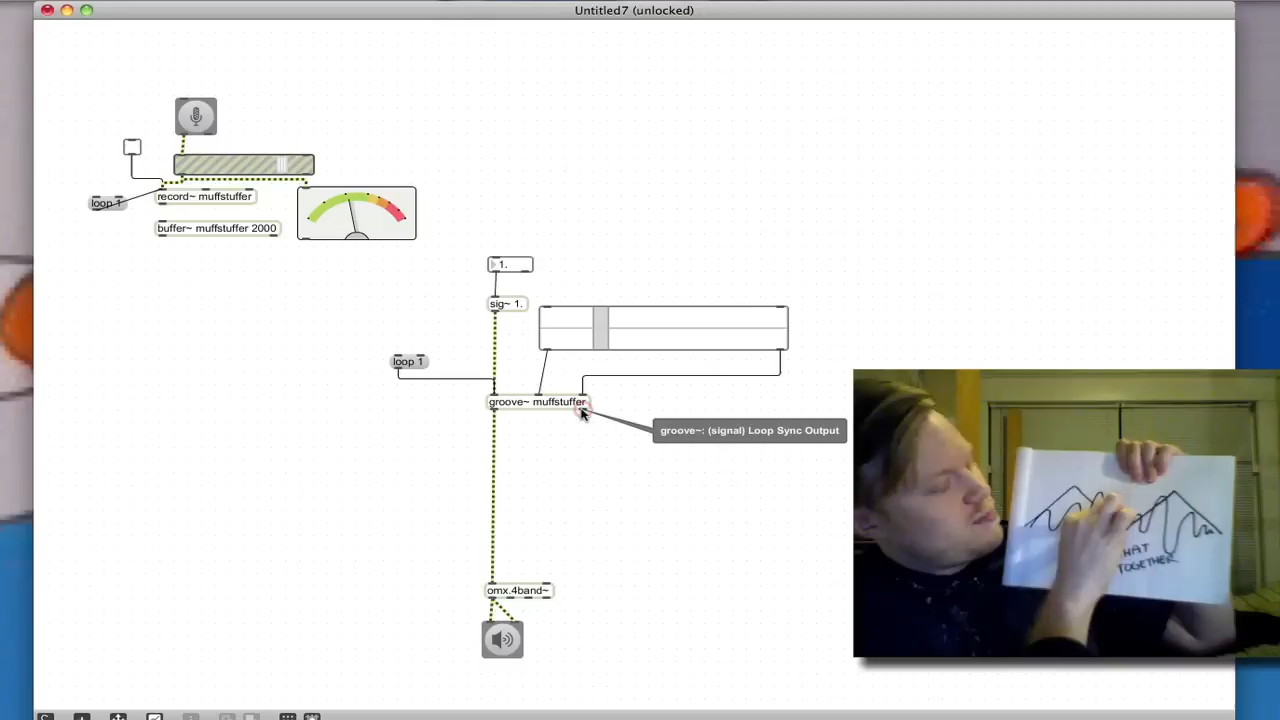 Untitled7 (unlocked)
loop 1
record~ muffstuffer
buffer~ muffstuffer 2000
1.
sig~ 1.
loop 1
groove~ muffstuffer
groove~: (signal) Loop Sync Output
HAT
TOGETHER
omx.4band~